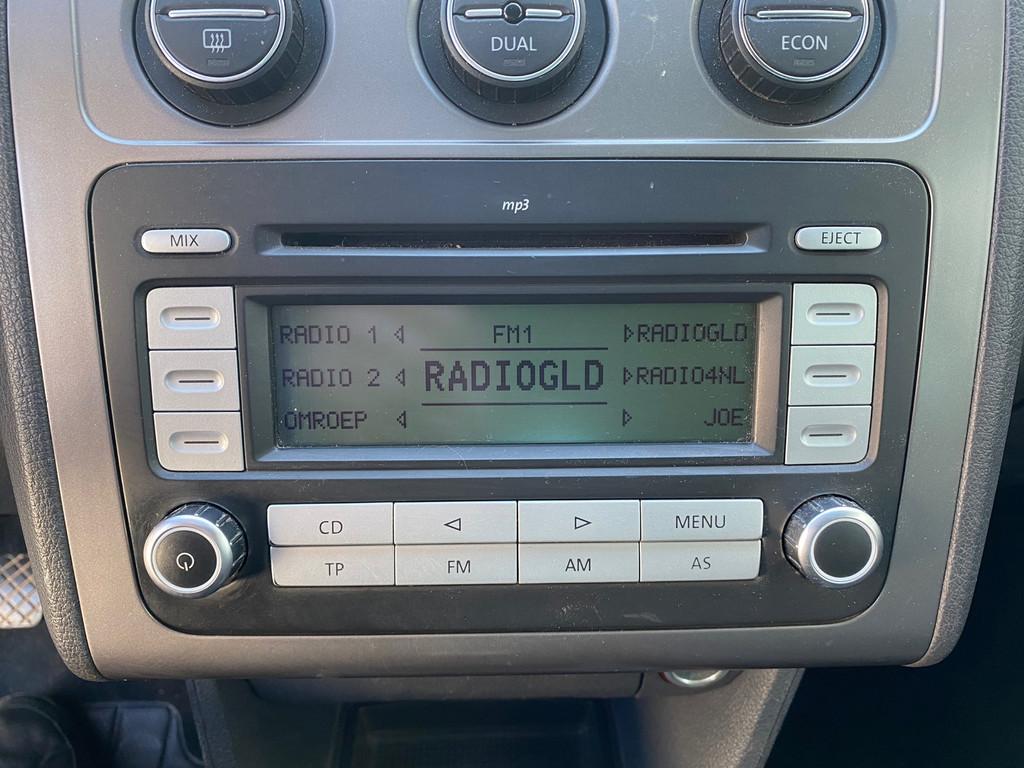 DUAL
ECON
mp3
MIX
EJECT
RADIO 1 FM1 RADIOGLD
RADIO 2 RADIOGLD RADIO4NL
OMROEP JOE
CD MENU
TP FM AM AS